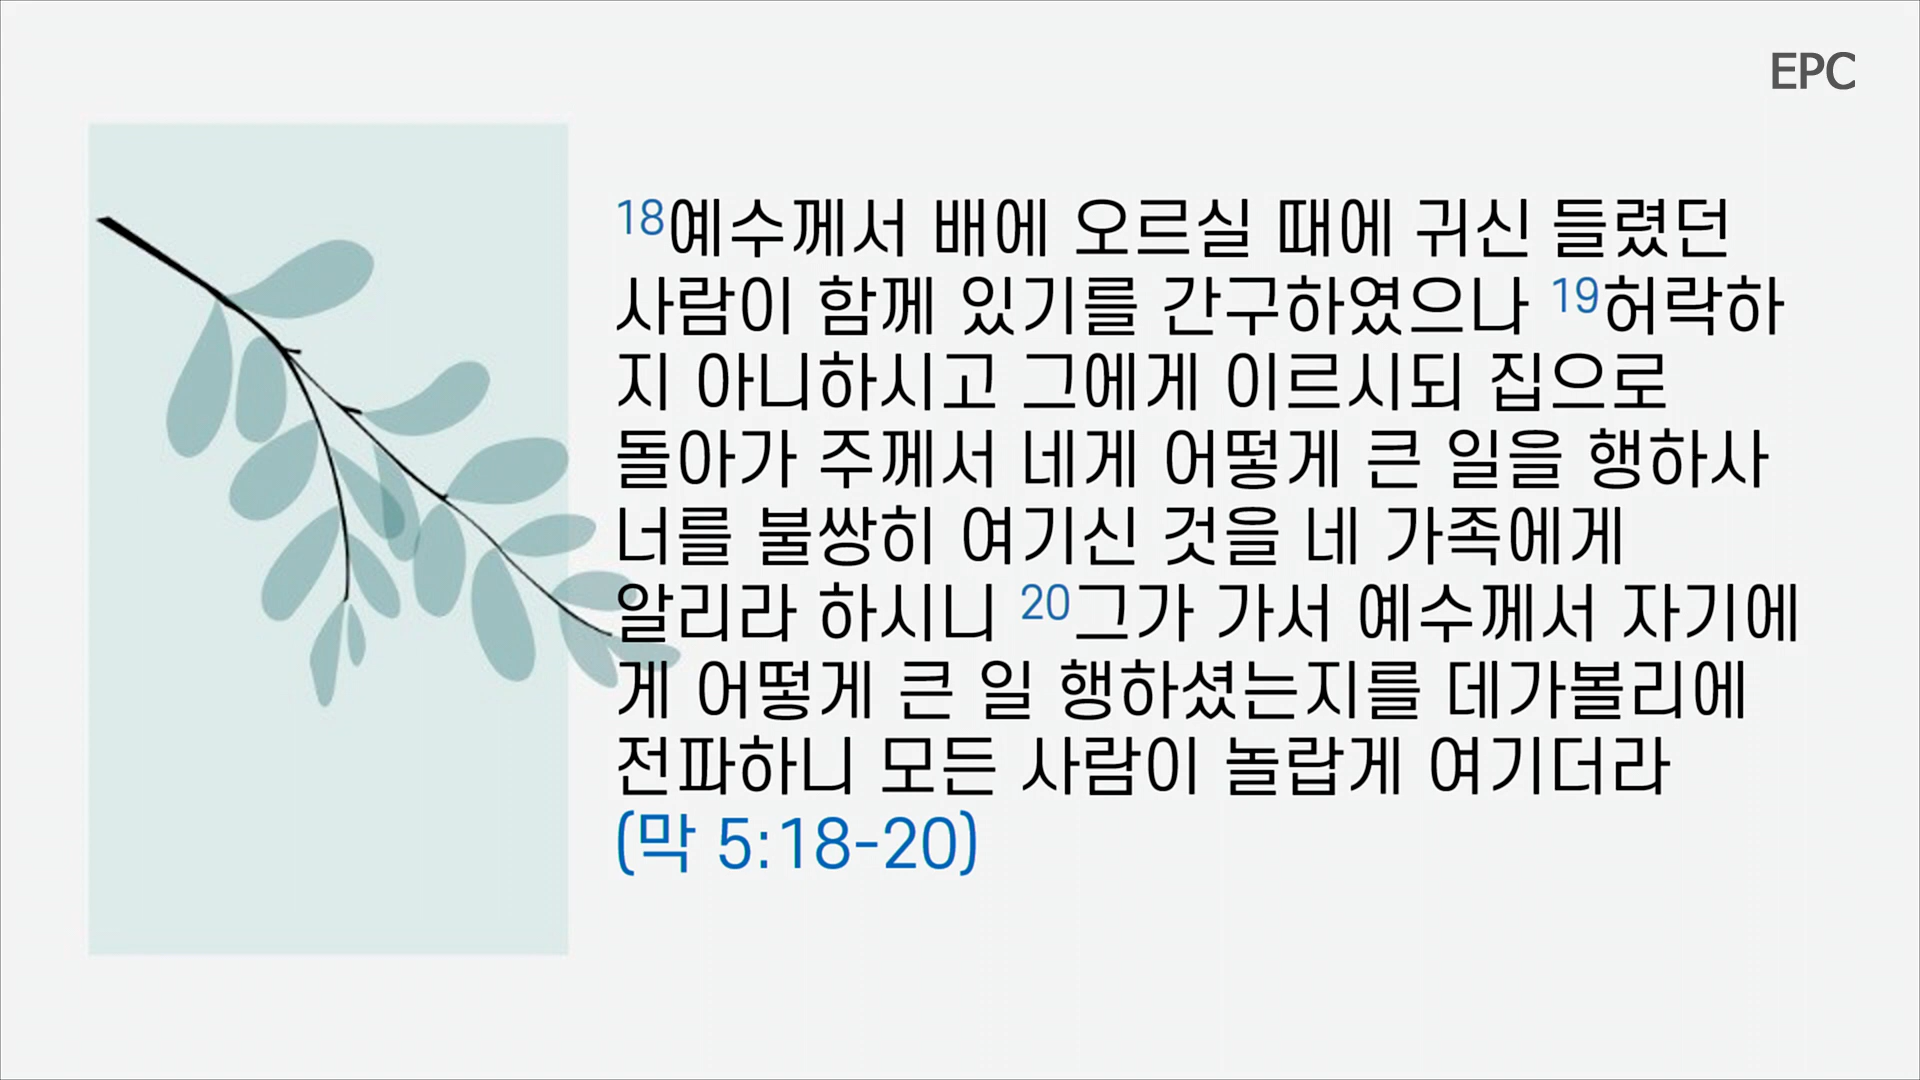 EPC
18예수께서 배에 오르실 때에 귀신 들렸던
사람이 함께 있기를 간구하였으나 19허락하
지 아니하시고 그에게 이르시되 집으로
돌아가 주께서 네게 어떻게 큰 일을 행하사
너를 불쌍히 여기신 것을 네 가족에게
알리라 하시니 20그가 가서 예수께서 자기에
게 어떻게 큰 일 행하셨는지를 데가볼리에
전파하니 모든 사람이 놀랍게 여기더라
(막 5:18-20)